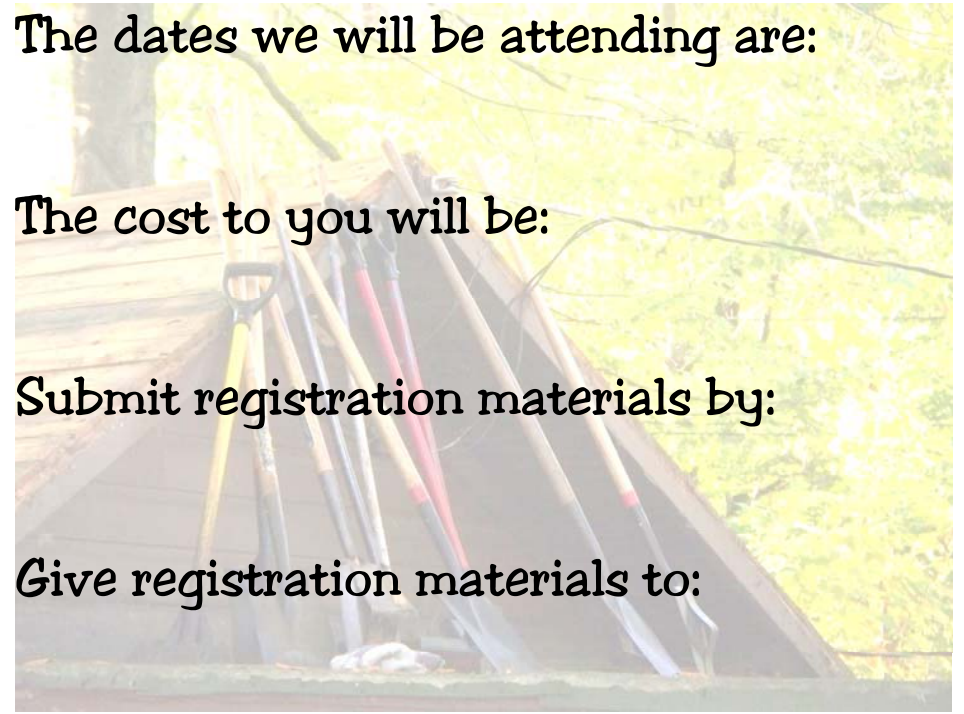 The dates we will be attending are:
The cost to you will be:
Submit registration materials by:
Give registration materials to: